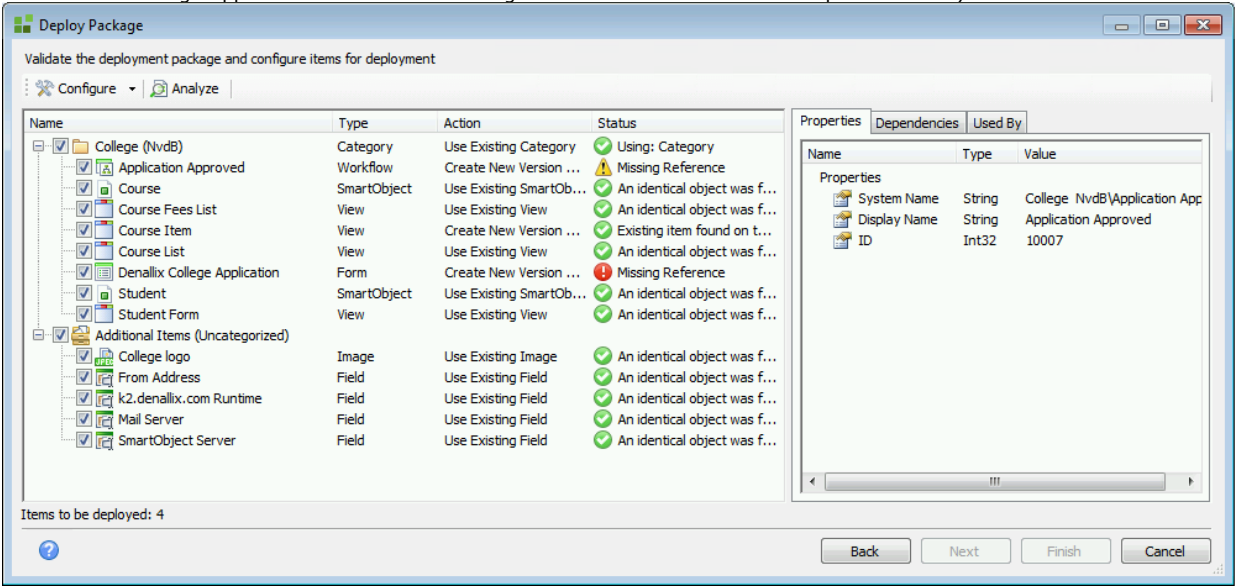 Deploy Package
Validate the deployment package and configure items for deployment
Configure Analyze
Name Type Action Status
College (NvdB) Category Use Existing Category Using: Category
Application Approved Workflow Create New Version ... Missing Reference
Course SmartObject Use Existing SmartOb... An identical object was f...
Course Fees List View Use Existing View An identical object was f...
Course Item View Create New Version ... Existing item found on t...
Course List View Use Existing View An identical object was f...
Denallix College Application Form Create New Version ... Missing Reference
Student SmartObject Use Existing SmartOb... An identical object was f...
Student Form View Use Existing View An identical object was f...
Additional Items (Uncategorized)
College logo Image Use Existing Image An identical object was f...
From Address Field Use Existing Field An identical object was f...
k2.denallix.com Runtime Field Use Existing Field An identical object was f...
Mail Server Field Use Existing Field An identical object was f...
SmartObject Server Field Use Existing Field An identical object was f...
Properties Dependencies Used By
Name Type Value
Properties
System Name String College NvdB\Application App
Display Name String Application Approved
ID Int32 10007
Items to be deployed: 4
Back Next Finish Cancel